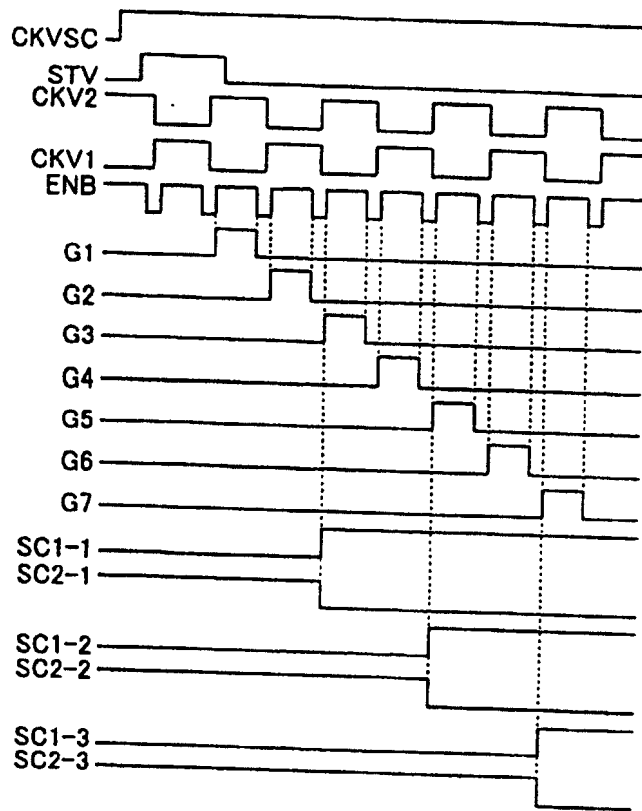 CKVSC
STV
CKV2
CKV1
ENB
G1
G2
G3
G4
G5
G6
G7
SC1-1
SC2-1
SC1-2
SC2-2
SC1-3
SC2-3